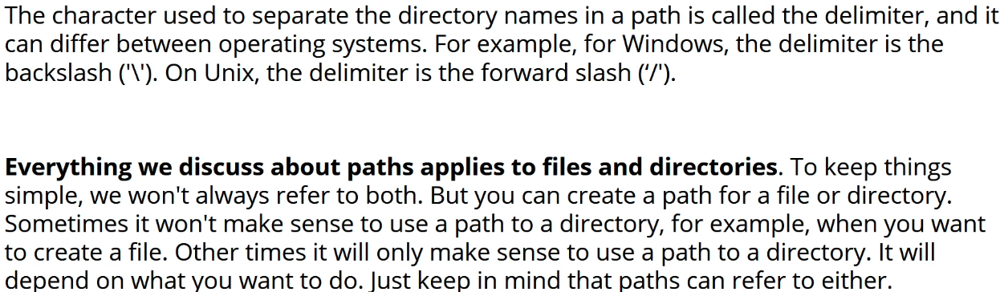 The character used to separate the directory names in a path is called the delimiter, and it
can differ between operating systems. For example, for Windows, the delimiter is the
backslash ('\'). On Unix, the delimiter is the forward slash (‘/').
Everything we discuss about paths applies to files and directories. To keep things
simple, we won't always refer to both. But you can create a path for a file or directory.
Sometimes it won't make sense to use a path to a directory, for example, when you want
to create a file. Other times it will only make sense to use a path to a directory. It will
depend on what you want to do. Just keep in mind that paths can refer to either.